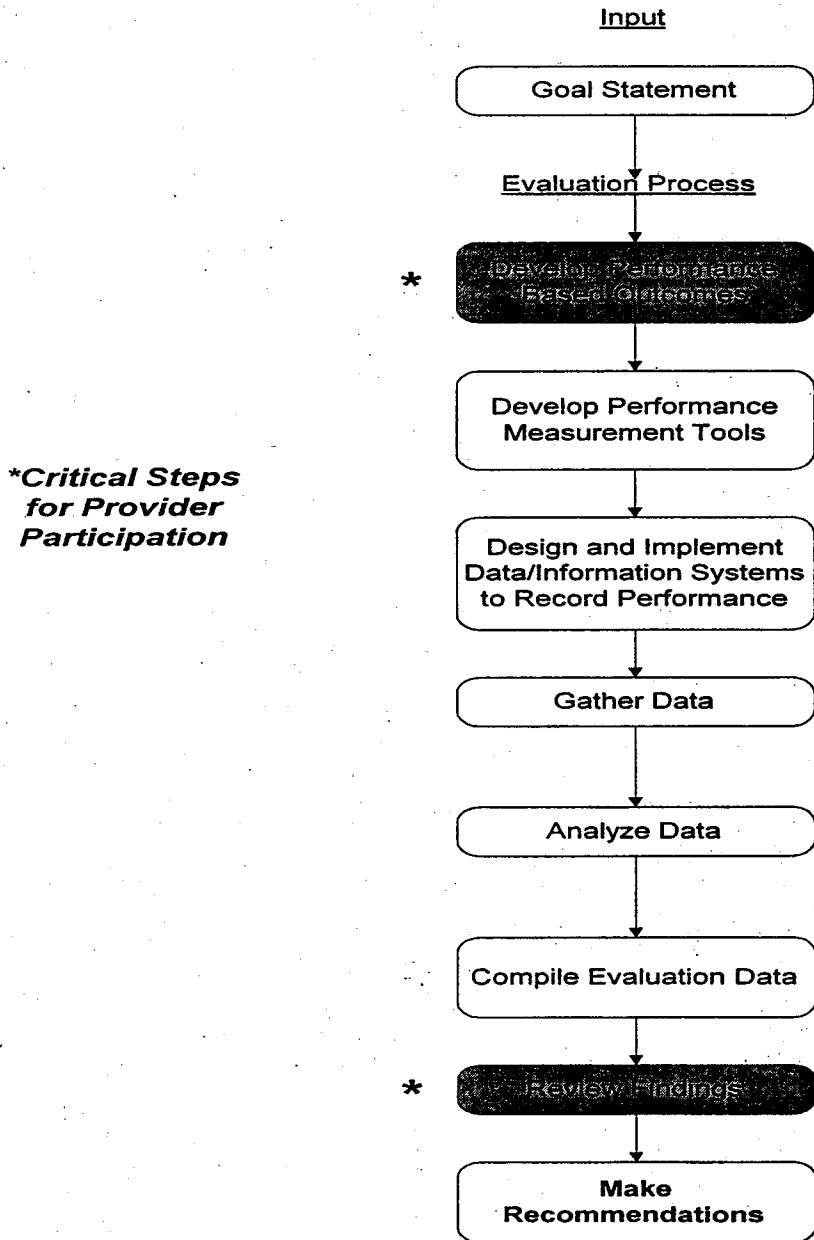 Input
Goal Statement
Evaluation Process
*
Develop Performance
Based Outcomes
Develop Performance
Measurement Tools
*Critical Steps
for Provider
Participation
Design and Implement
Data/Information Systems
to Record Performance
Gather Data
Analyze Data
Compile Evaluation Data
*
Review Findings
Make
Recommendations